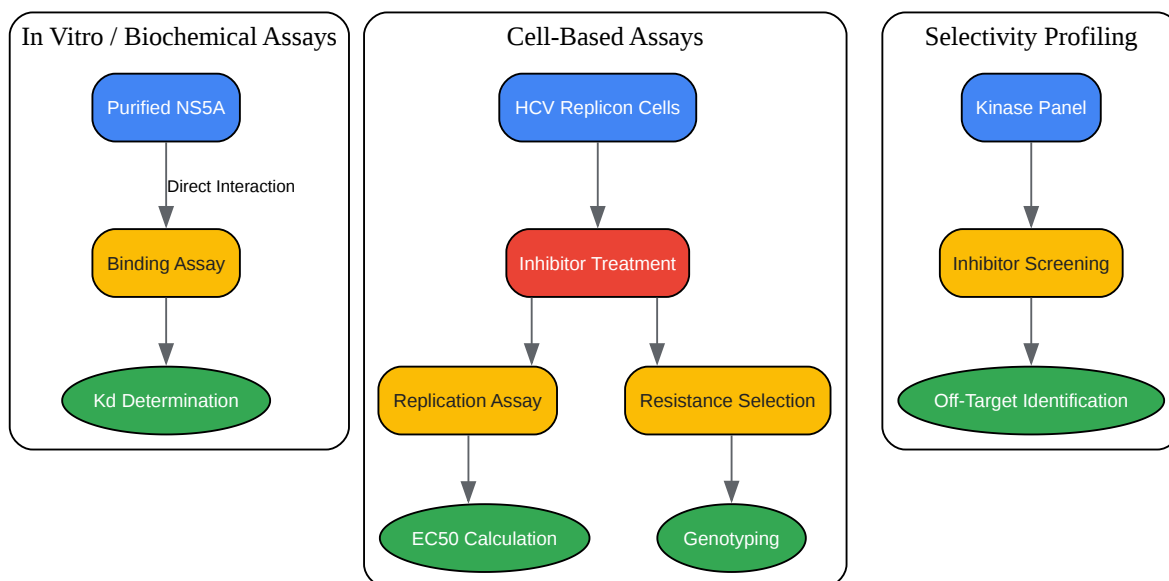 In Vitro / Biochemical Assays
Purified NS5A
Direct Interaction
Binding Assay
Kd Determination
Cell-Based Assays
HCV Replicon Cells
Inhibitor Treatment
Replication Assay
Resistance Selection
EC50 Calculation
Genotyping
Selectivity Profiling
Kinase Panel
Inhibitor Screening
Off-Target Identification